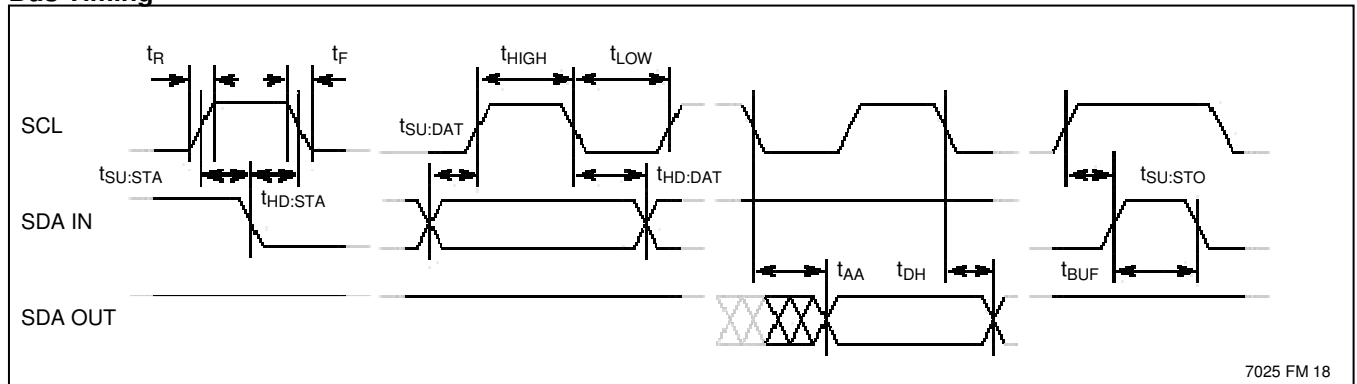 Bus Timing
tR
tF
tHIGH
tLOW
SCL
tSU:DAT
tSU:STA
tHD:STA
tHD:DAT
tSU:STO
SDA IN
tAA
tDH
tBUF
SDA OUT
7025 FM 18